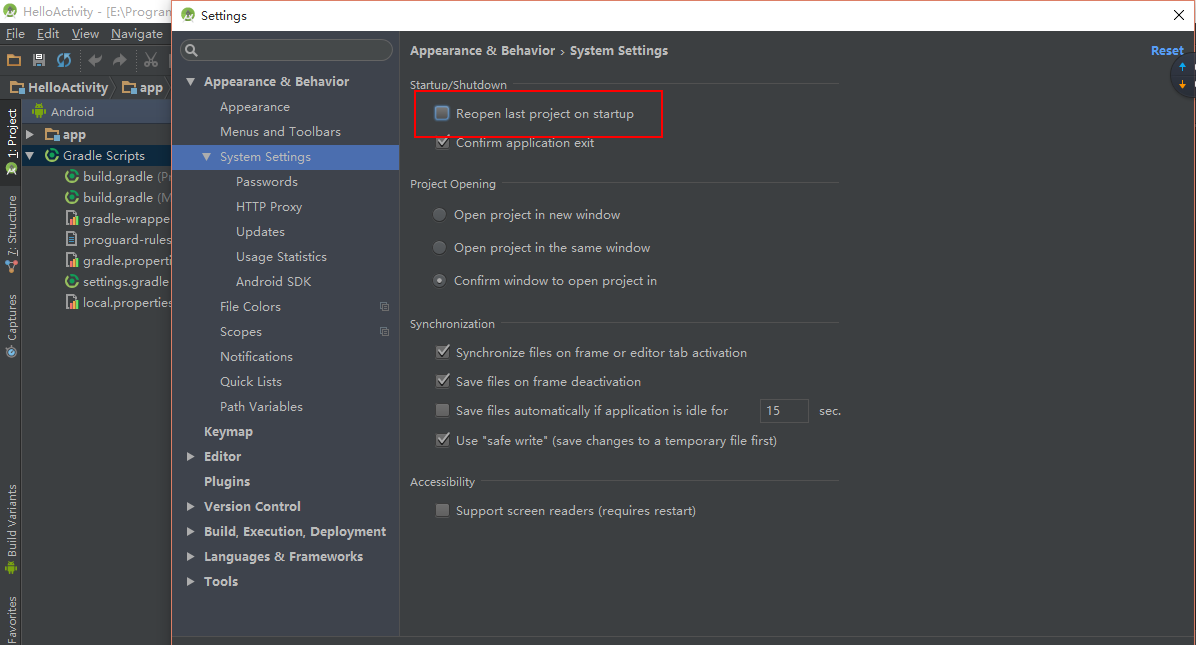 HelloActivity - [E:\Program
Settings
File Edit View Navigate
HelloActivity app
Android
1: Project
app
Gradle Scripts
build.gradle
build.gradle
gradle-wrappe
proguard-rules
gradle.properti
settings.gradle
local.properties
7: Structure
Captures
Build Variants
Favorites
Appearance & Behavior
Appearance
Menus and Toolbars
System Settings
Passwords
HTTP Proxy
Updates
Usage Statistics
Android SDK
File Colors
Scopes
Notifications
Quick Lists
Path Variables
Keymap
Editor
Plugins
Version Control
Build, Execution, Deployment
Languages & Frameworks
Tools
Appearance & Behavior › System Settings
Reset
Startup/Shutdown
Reopen last project on startup
Confirm application exit
Project Opening
Open project in new window
Open project in the same window
Confirm window to open project in
Synchronization
Synchronize files on frame or editor tab activation
Save files on frame deactivation
Save files automatically if application is idle for 15 sec.
Use "safe write" (save changes to a temporary file first)
Accessibility
Support screen readers (requires restart)